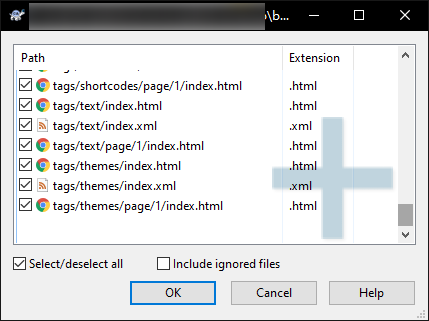 \b...
Path Extension
tags/shortcodes/page/1/index.html .html
tags/text/index.html .html
tags/text/index.xml .xml
tags/text/page/1/index.html .html
tags/themes/index.html .html
tags/themes/index.xml .xml
tags/themes/page/1/index.html .html
Select/deselect all Include ignored files
OK Cancel Help